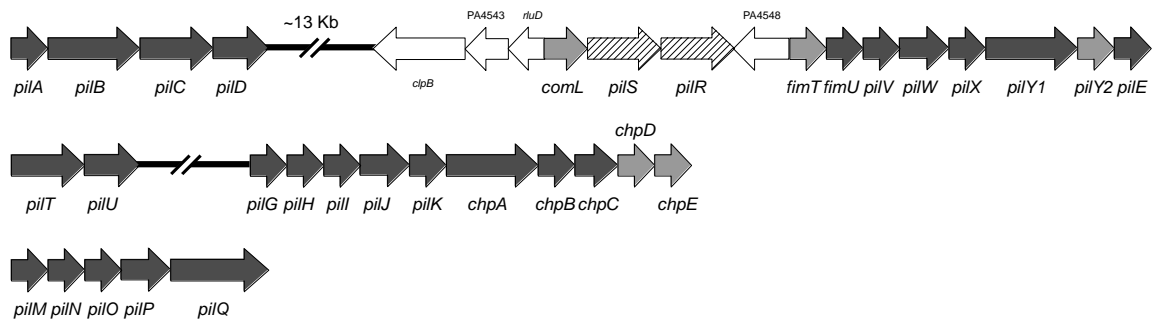 ~13 Kb PA4543 rluD PA4548
pilA pilB pilC pilD clpB comL pilS pilR fimT fimU pilV pilW pilX pilY1 pilY2 pilE
chpD
pilT pilU pilG pilH pilI pilJ pilK chpA chpB chpC chpE
pilM pilN pilO pilP pilQ